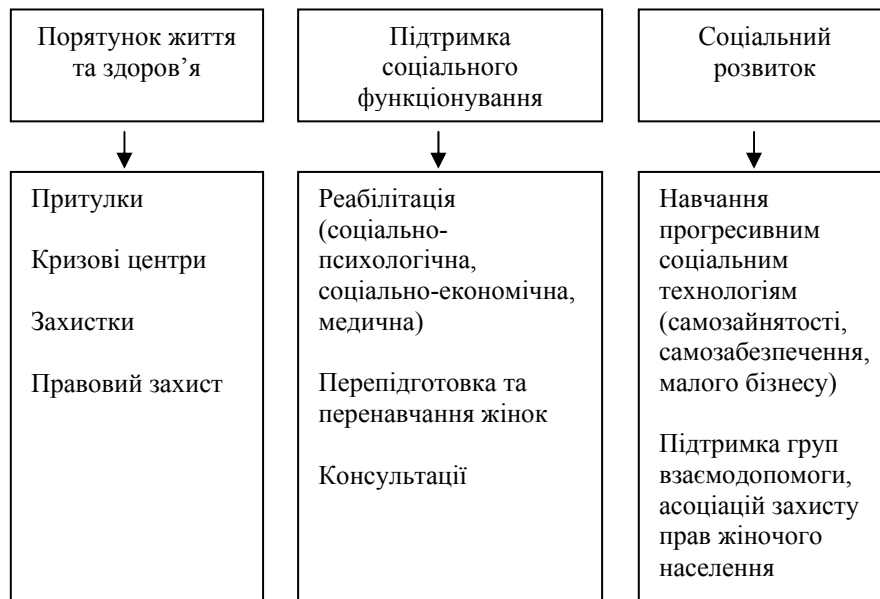 Порятунок життя
та здоров’я
Підтримка
соціального
функціонування
Соціальний
розвиток
Притулки
Кризові центри
Захистки
Правовий захист
Реабілітація
(соціально-
психологічна,
соціально-економічна,
медична)
Перепідготовка та
перенавчання жінок
Консультації
Навчання
прогресивним
соціальним
технологіям
(самозайнятості,
самозабезпечення,
малого бізнесу)
Підтримка груп
взаємодопомоги,
асоціацій захисту
прав жіночого
населення